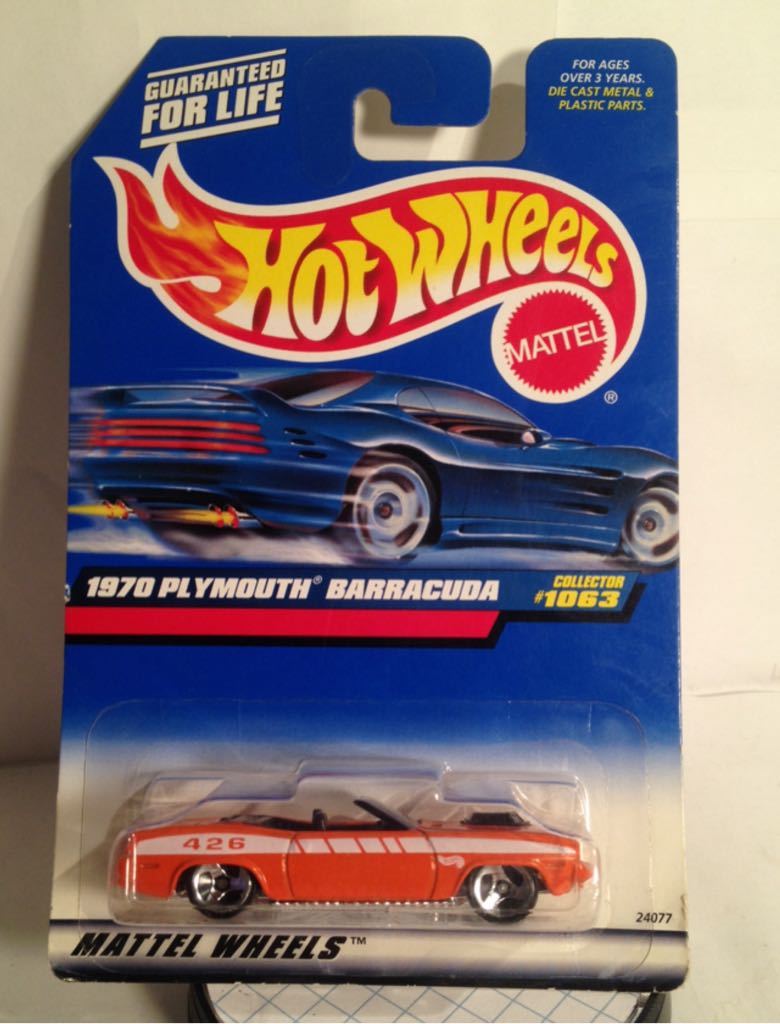 GUARANTEED
FOR LIFE
FOR AGES
OVER 3 YEARS.
DIE CAST METAL &
PLASTIC PARTS.
HOT WHEELS
MATTEL
®
1970 PLYMOUTH® BARRACUDA
COLLECTOR
#1063
426
24077
MATTEL WHEELS™